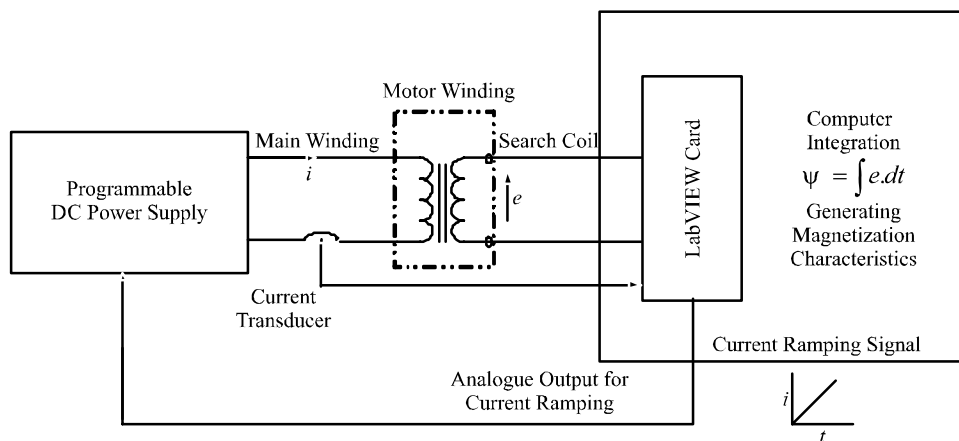 Motor Winding
Main Winding
i
Search Coil
e
Programmable
DC Power Supply
Current
Transducer
LabVIEW Card
Computer
Integration
ψ = ∫ e.dt
Generating
Magnetization
Characteristics
Current Ramping Signal
Analogue Output for
Current Ramping
i
t